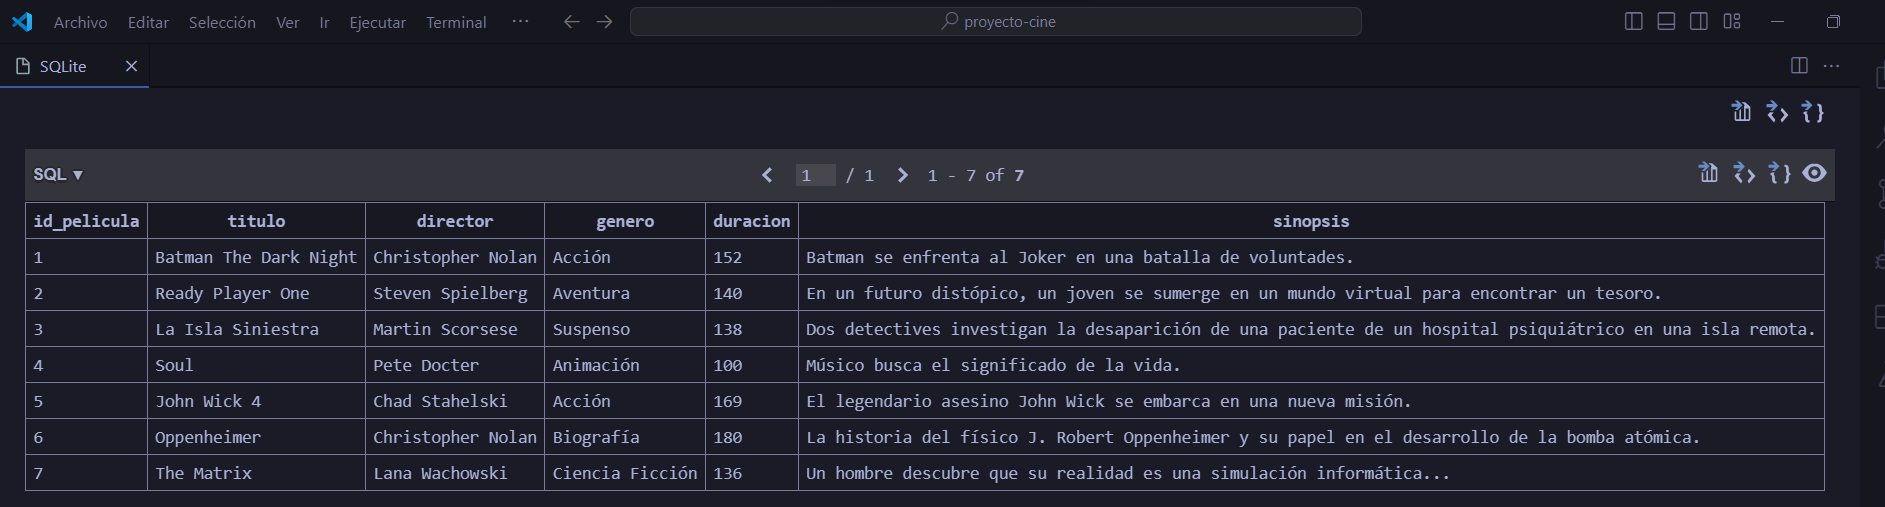 Archivo Editar Selección Ver Ir Ejecutar Terminal ··· proyecto-cine
SQLite
SQL ▼ 1 / 1 1 - 7 of 7
id_pelicula titulo director genero duracion sinopsis
1 Batman The Dark Night Christopher Nolan Acción 152 Batman se enfrenta al Joker en una batalla de voluntades.
2 Ready Player One Steven Spielberg Aventura 140 En un futuro distópico, un joven se sumerge en un mundo virtual para encontrar un tesoro.
3 La Isla Siniestra Martin Scorsese Suspenso 138 Dos detectives investigan la desaparición de una paciente de un hospital psiquiátrico en una isla remota.
4 Soul Pete Docter Animación 100 Músico busca el significado de la vida.
5 John Wick 4 Chad Stahelski Acción 169 El legendario asesino John Wick se embarca en una nueva misión.
6 Oppenheimer Christopher Nolan Biografía 180 La historia del físico J. Robert Oppenheimer y su papel en el desarrollo de la bomba atómica.
7 The Matrix Lana Wachowski Ciencia Ficción 136 Un hombre descubre que su realidad es una simulación informática...